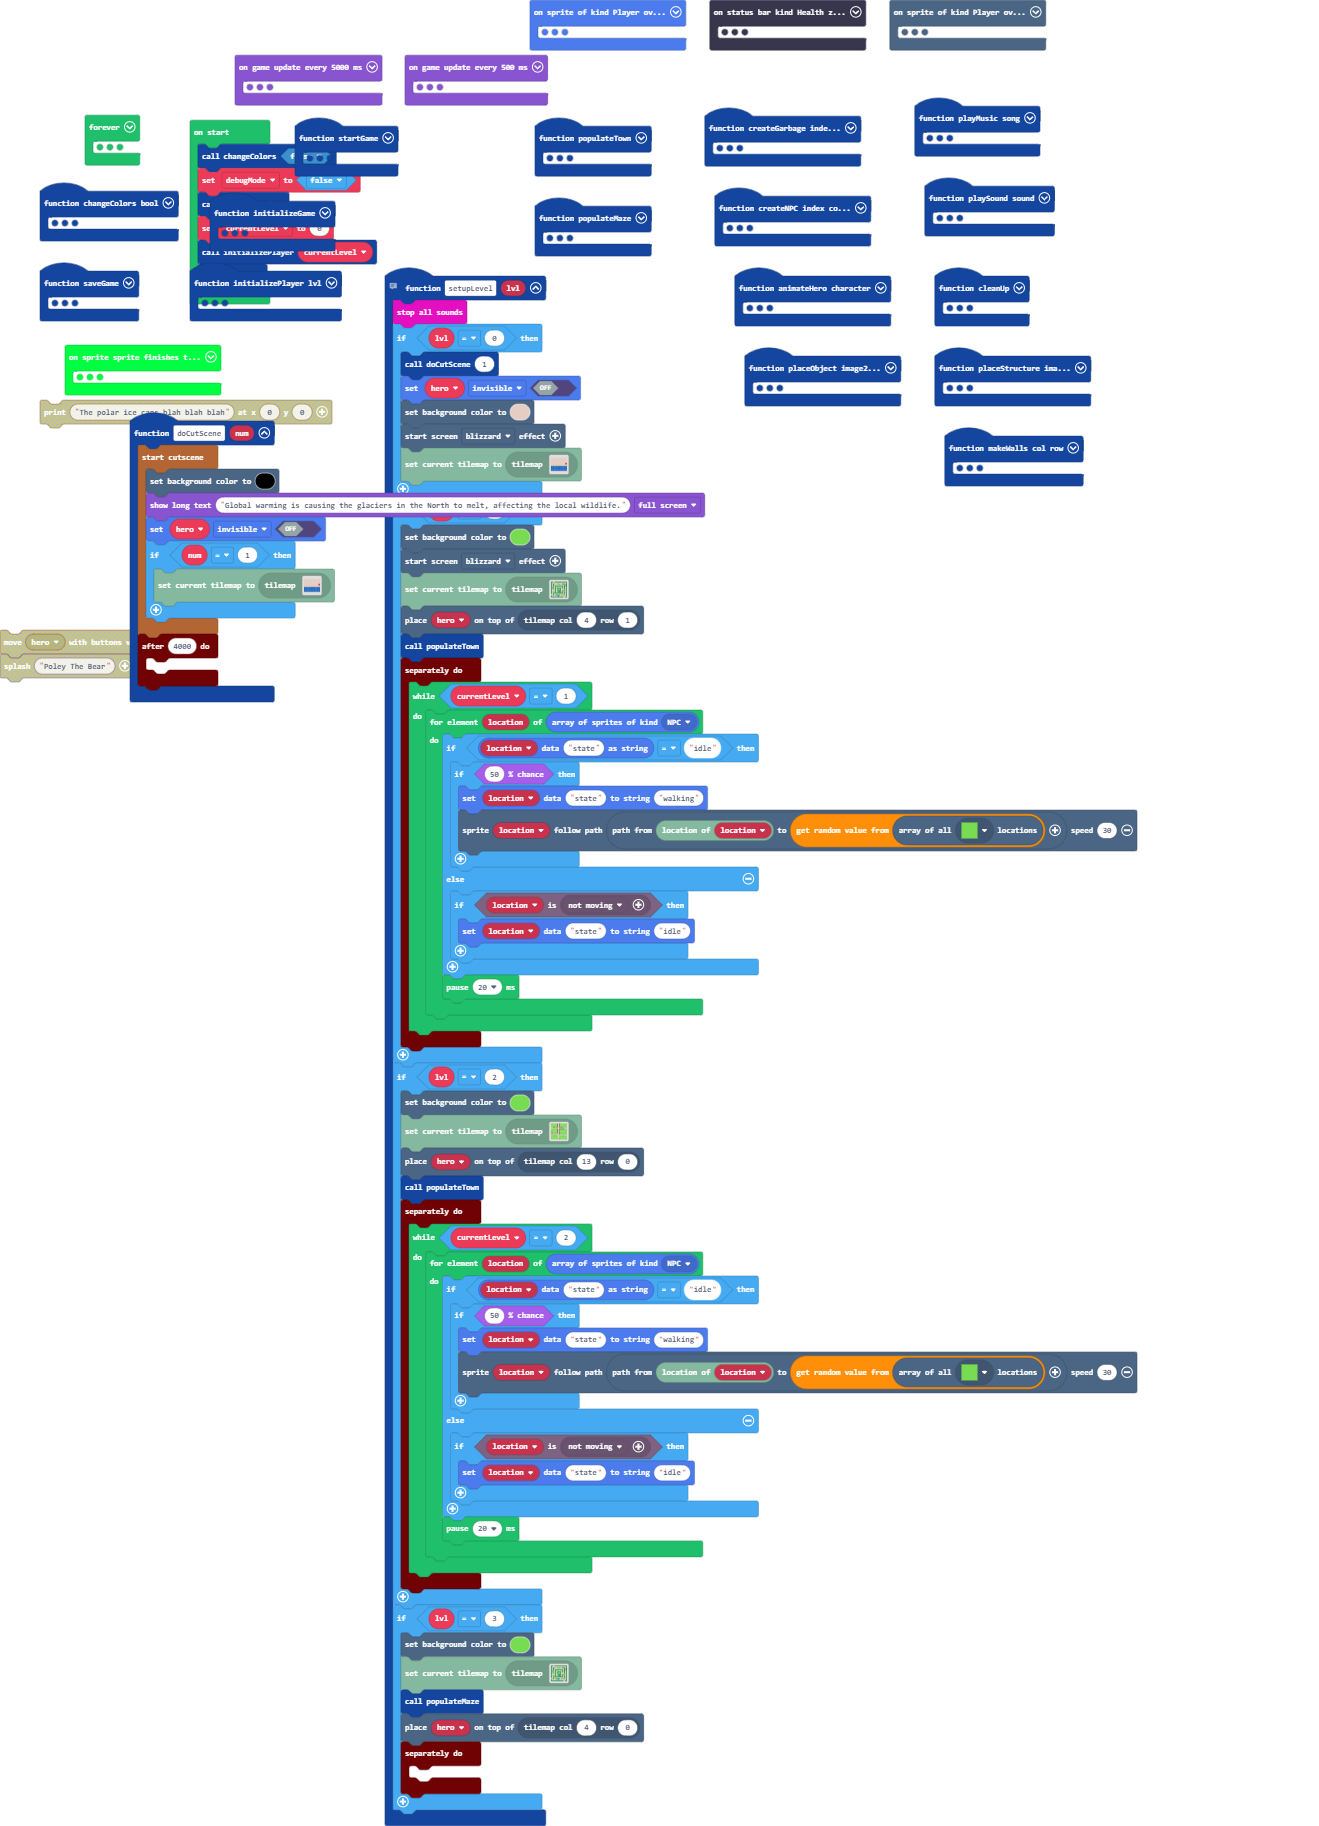 on sprite of kind Player ov...
on status bar kind Health z...
on sprite of kind Player ov...
on game update every 5000 ms
on game update every 500 ms
forever
on start
call changeColors
set debugMode to false
ca
to
call initializePlayer currentLevel
function startGame
function initializeGame
function initializePlayer lvl
function changeColors bool
function saveGame
function populateTown
function populateMaze
function createGarbage inde...
function createNPC index co...
function animateHero character
function placeObject image2...
function playMusic song
function playSound sound
function cleanUp
function placeStructure ima...
function makeWalls col row
on sprite sprite finishes t...
print "The polar ice caps blah blah blah" at x 0 y 0
function doCutScene num
start cutscene
set background color to
show long text "Global warming is causing the glaciers in the North to melt, affecting the local wildlife." full screen
set hero invisible OFF
if num = 1 then
set current tilemap to tilemap
after 4000 do
move hero with buttons
splash "Poley The Bear"
function setupLevel lvl
stop all sounds
if lvl = 0 then
call doCutScene 1
set hero invisible OFF
set background color to
start screen blizzard effect
set current tilemap to tilemap
set background color to
start screen blizzard effect
set current tilemap to tilemap
place hero on top of tilemap col 4 row 1
call populateTown
separately do
while currentLevel = 1
do for element location of array of sprites of kind NPC
do if location data "state" as string = "idle" then
if 50 % chance then
set location data "state" to string "walking"
sprite location follow path path from location of location to get random value from array of all locations speed 30
else
if location is not moving then
set location data "state" to string "idle"
pause 20 ms
if lvl = 2 then
set background color to
set current tilemap to tilemap
place hero on top of tilemap col 13 row 0
call populateTown
separately do
while currentLevel = 2
do for element location of array of sprites of kind NPC
do if location data "state" as string = "idle" then
if 50 % chance then
set location data "state" to string "walking"
sprite location follow path path from location of location to get random value from array of all locations speed 30
else
if location is not moving then
set location data "state" to string "idle"
pause 20 ms
if lvl = 3 then
set background color to
set current tilemap to tilemap
call populateMaze
place hero on top of tilemap col 4 row 0
separately do